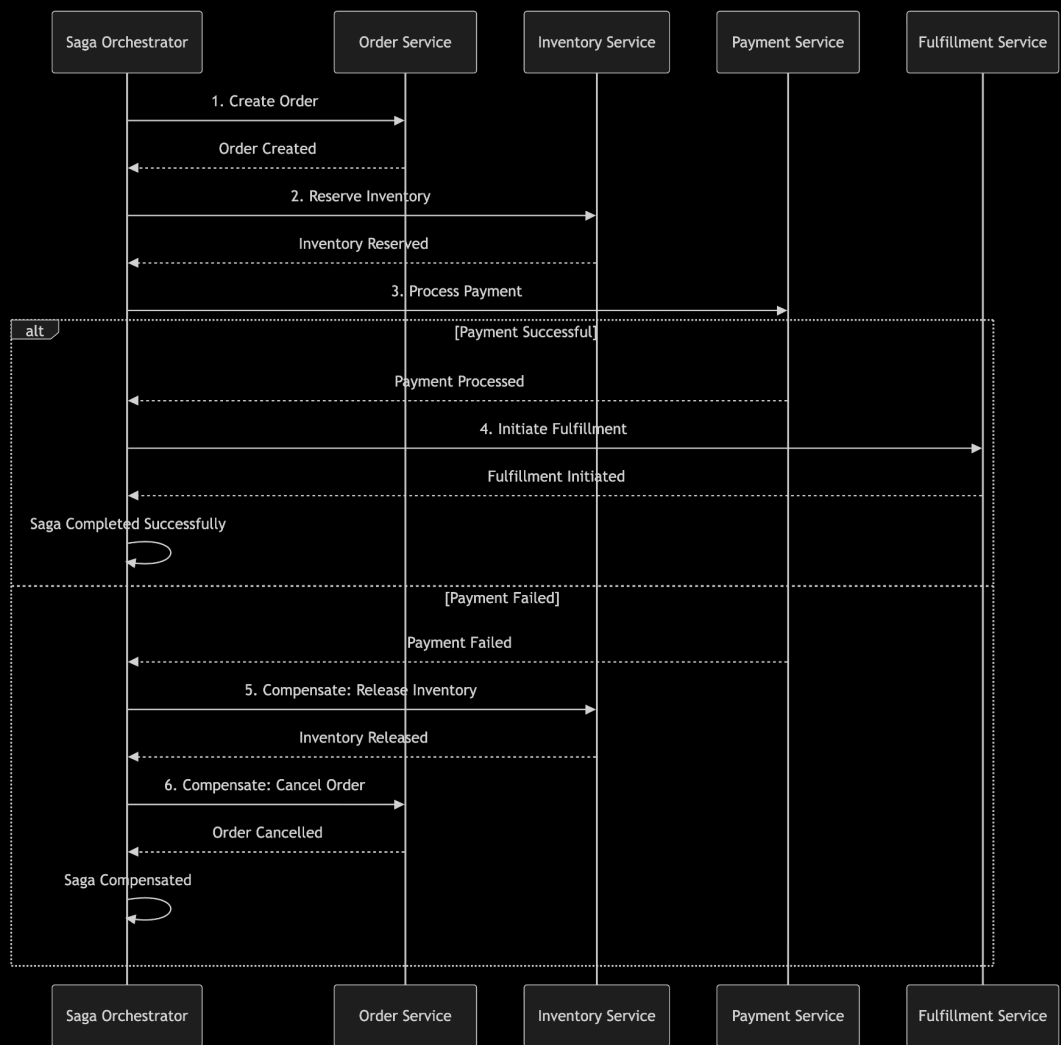 Saga Orchestrator
Order Service
Inventory Service
Payment Service
Fulfillment Service
1. Create Order
Order Created
2. Reserve Inventory
Inventory Reserved
3. Process Payment
alt
[Payment Successful]
Payment Processed
4. Initiate Fulfillment
Fulfillment Initiated
Saga Completed Successfully
[Payment Failed]
Payment Failed
5. Compensate: Release Inventory
Inventory Released
6. Compensate: Cancel Order
Order Cancelled
Saga Compensated
Saga Orchestrator
Order Service
Inventory Service
Payment Service
Fulfillment Service